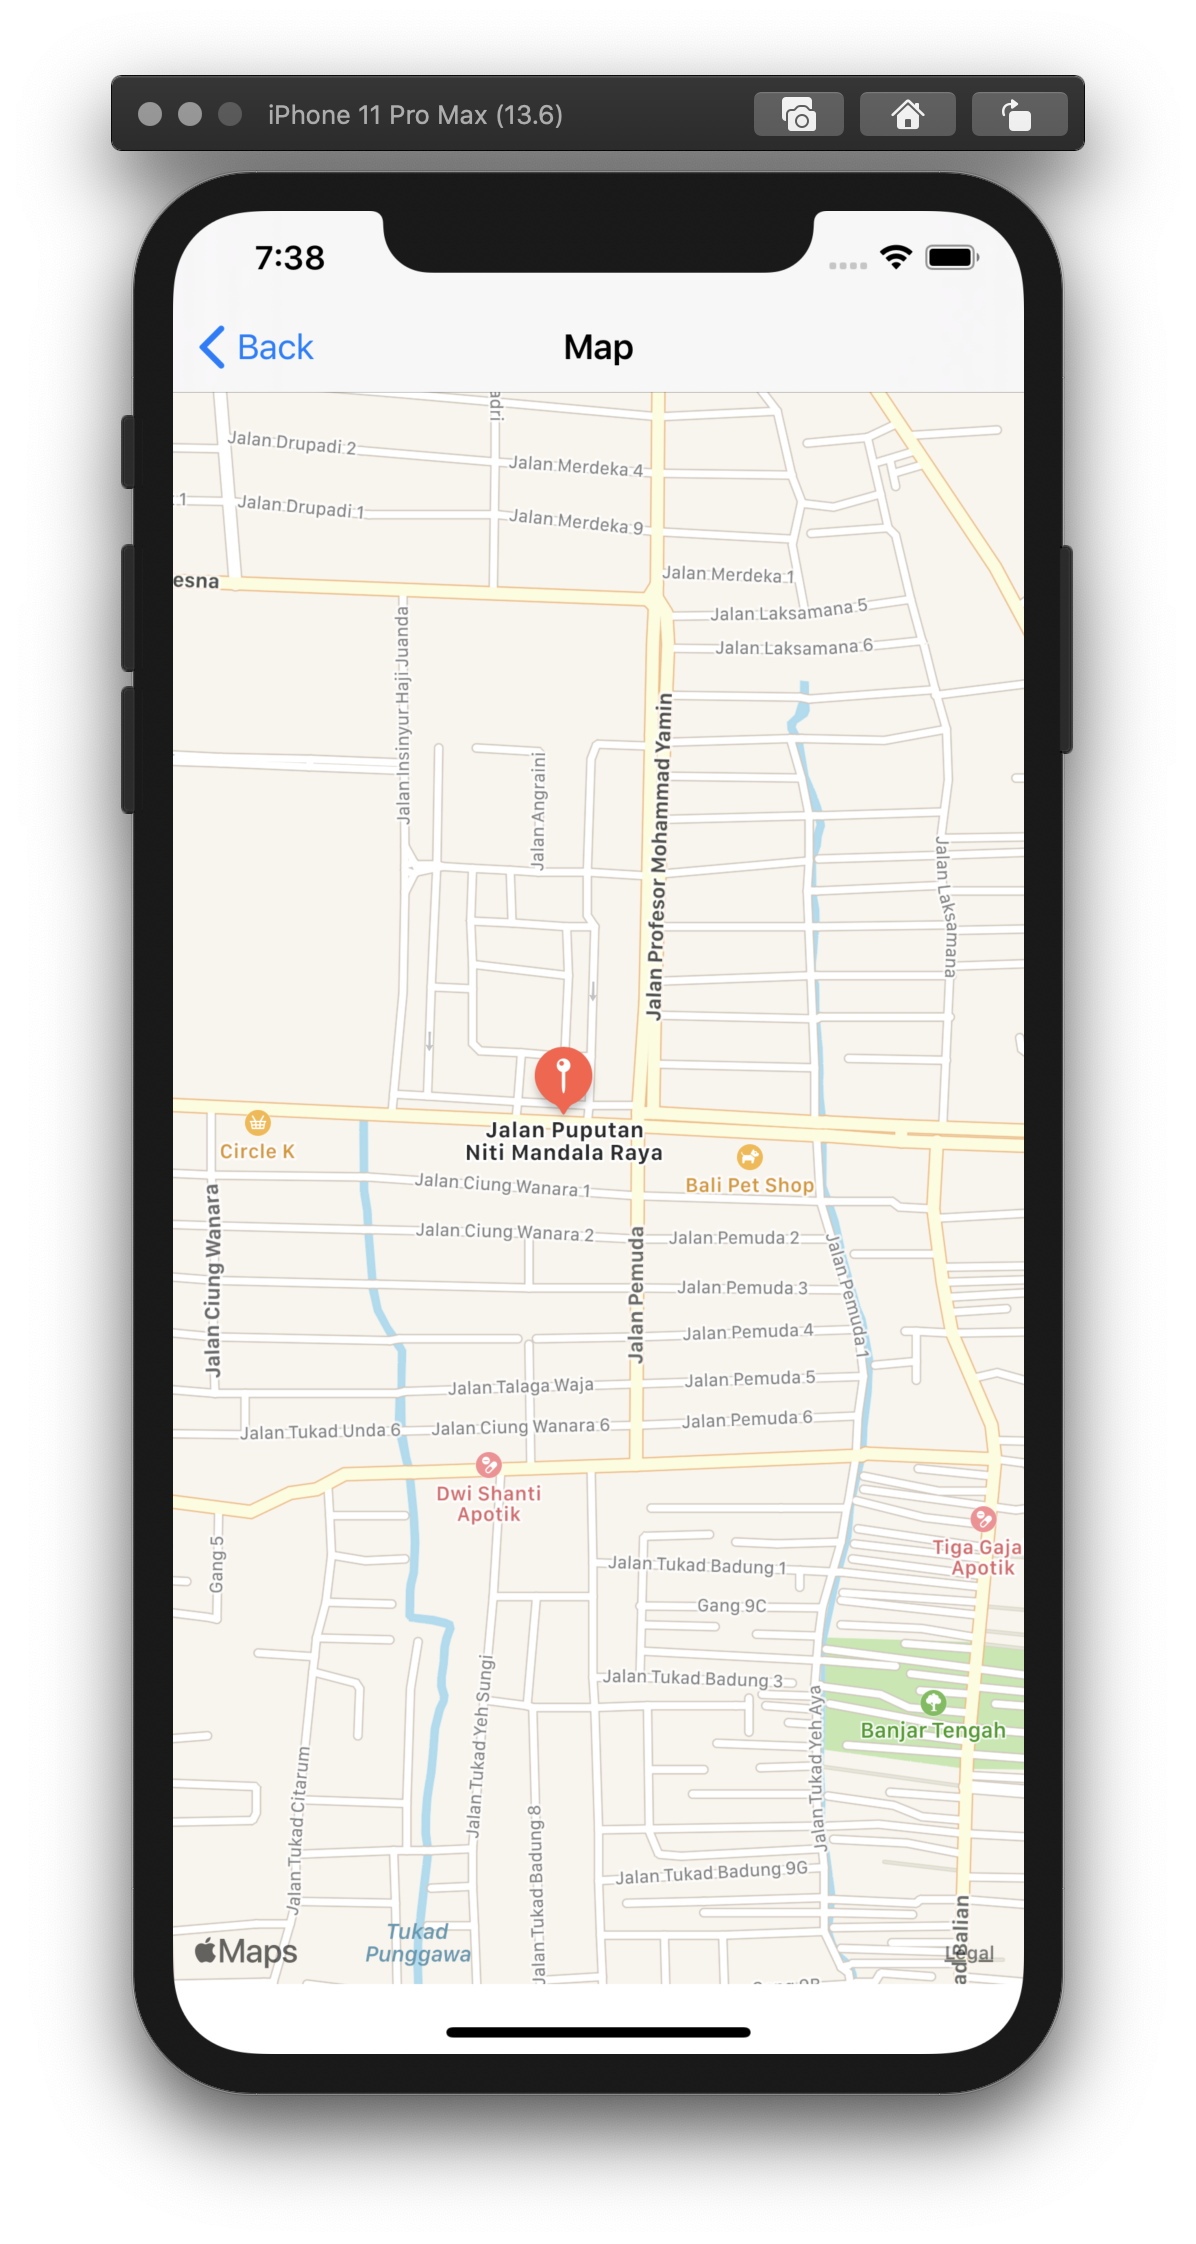 iPhone 11 Pro Max (13.6)
7:38
Back
Map
adri
Jalan Drupadi 2
Jalan Merdeka 4
1
Jalan Drupadi 1
Jalan Merdeka 9
esna
Jalan Merdeka 1
Jalan Laksamana 5
Jalan Laksamana 6
Jalan Insinyur Haji Juanda
Jalan Profesor Mohammad Yamin
Jalan Angraini
Jalan Laksamana
Circle K
Jalan Puputan
Niti Mandala Raya
Bali Pet Shop
Jalan Ciung Wanara 1
Jalan Ciung Wanara
Jalan Ciung Wanara 2
Jalan Pemuda
Jalan Pemuda 2
Jalan Pemuda 1
Jalan Pemuda 3
Jalan Pemuda 4
Jalan Talaga Waja
Jalan Pemuda 5
Jalan Tukad Unda 6
Jalan Ciung Wanara 6
Jalan Pemuda 6
Dwi Shanti
Apotik
Gang 5
Tiga Gaja
Apotik
Jalan Tukad Badung 1
Gang 9C
Jalan Tukad Yeh Sungi
Jalan Tukad Badung 3
Jalan Tukad Yeh Aya
Banjar Tengah
Jalan Tukad Citarum
Jalan Tukad Badung 8
Jalan Tukad Badung 9G
Tukad
Punggawa
Maps
ad Balian
Legal